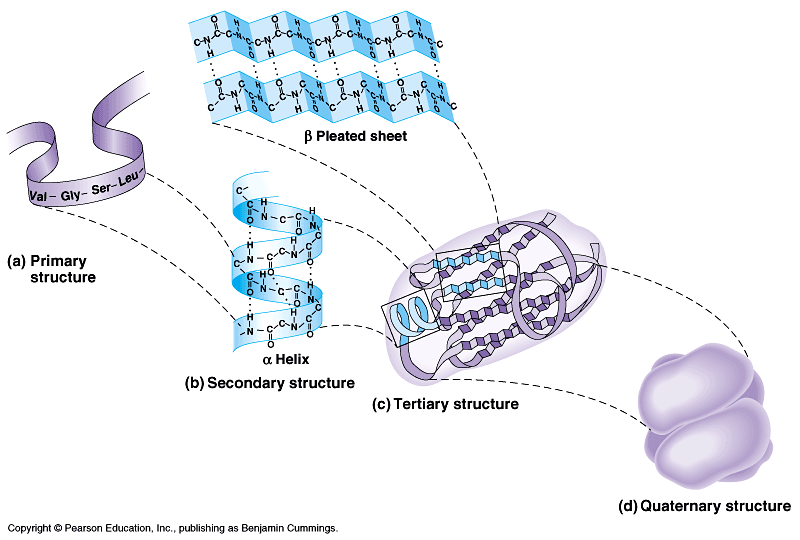 β Pleated sheet
Val – Gly – Ser – Leu –
(a) Primary
structure
α Helix
(b) Secondary structure
(c) Tertiary structure
(d) Quaternary structure
Copyright © Pearson Education, Inc., publishing as Benjamin Cummings.